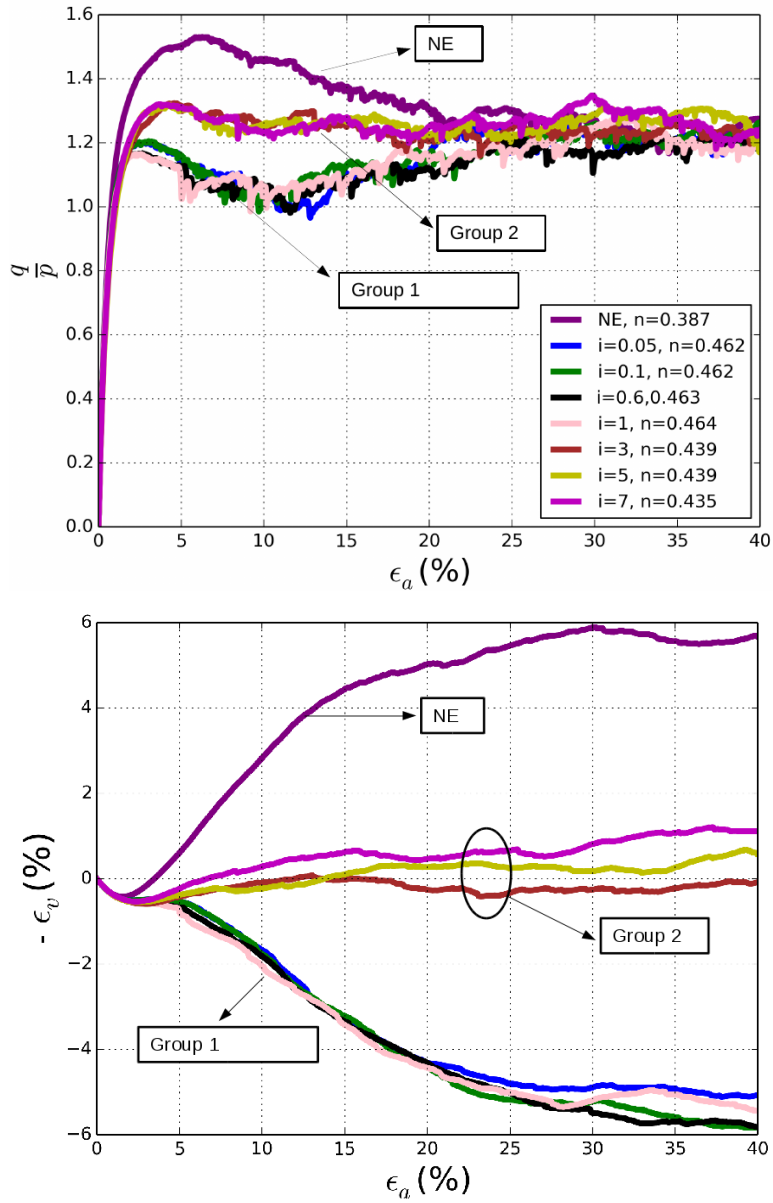 1.6
1.4
1.2
1.0
0.8
0.6
0.4
0.2
0.0
q
p
NE
Group 2
Group 1
NE, n=0.387
i=0.05, n=0.462
i=0.1, n=0.462
i=0.6,0.463
i=1, n=0.464
i=3, n=0.439
i=5, n=0.439
i=7, n=0.435
0 5 10 15 20 25 30 35 40
ϵa (%)
6
4
2
0
−2
−4
−6
- ϵv (%)
NE
Group 2
Group 1
0 5 10 15 20 25 30 35 40
ϵa (%)